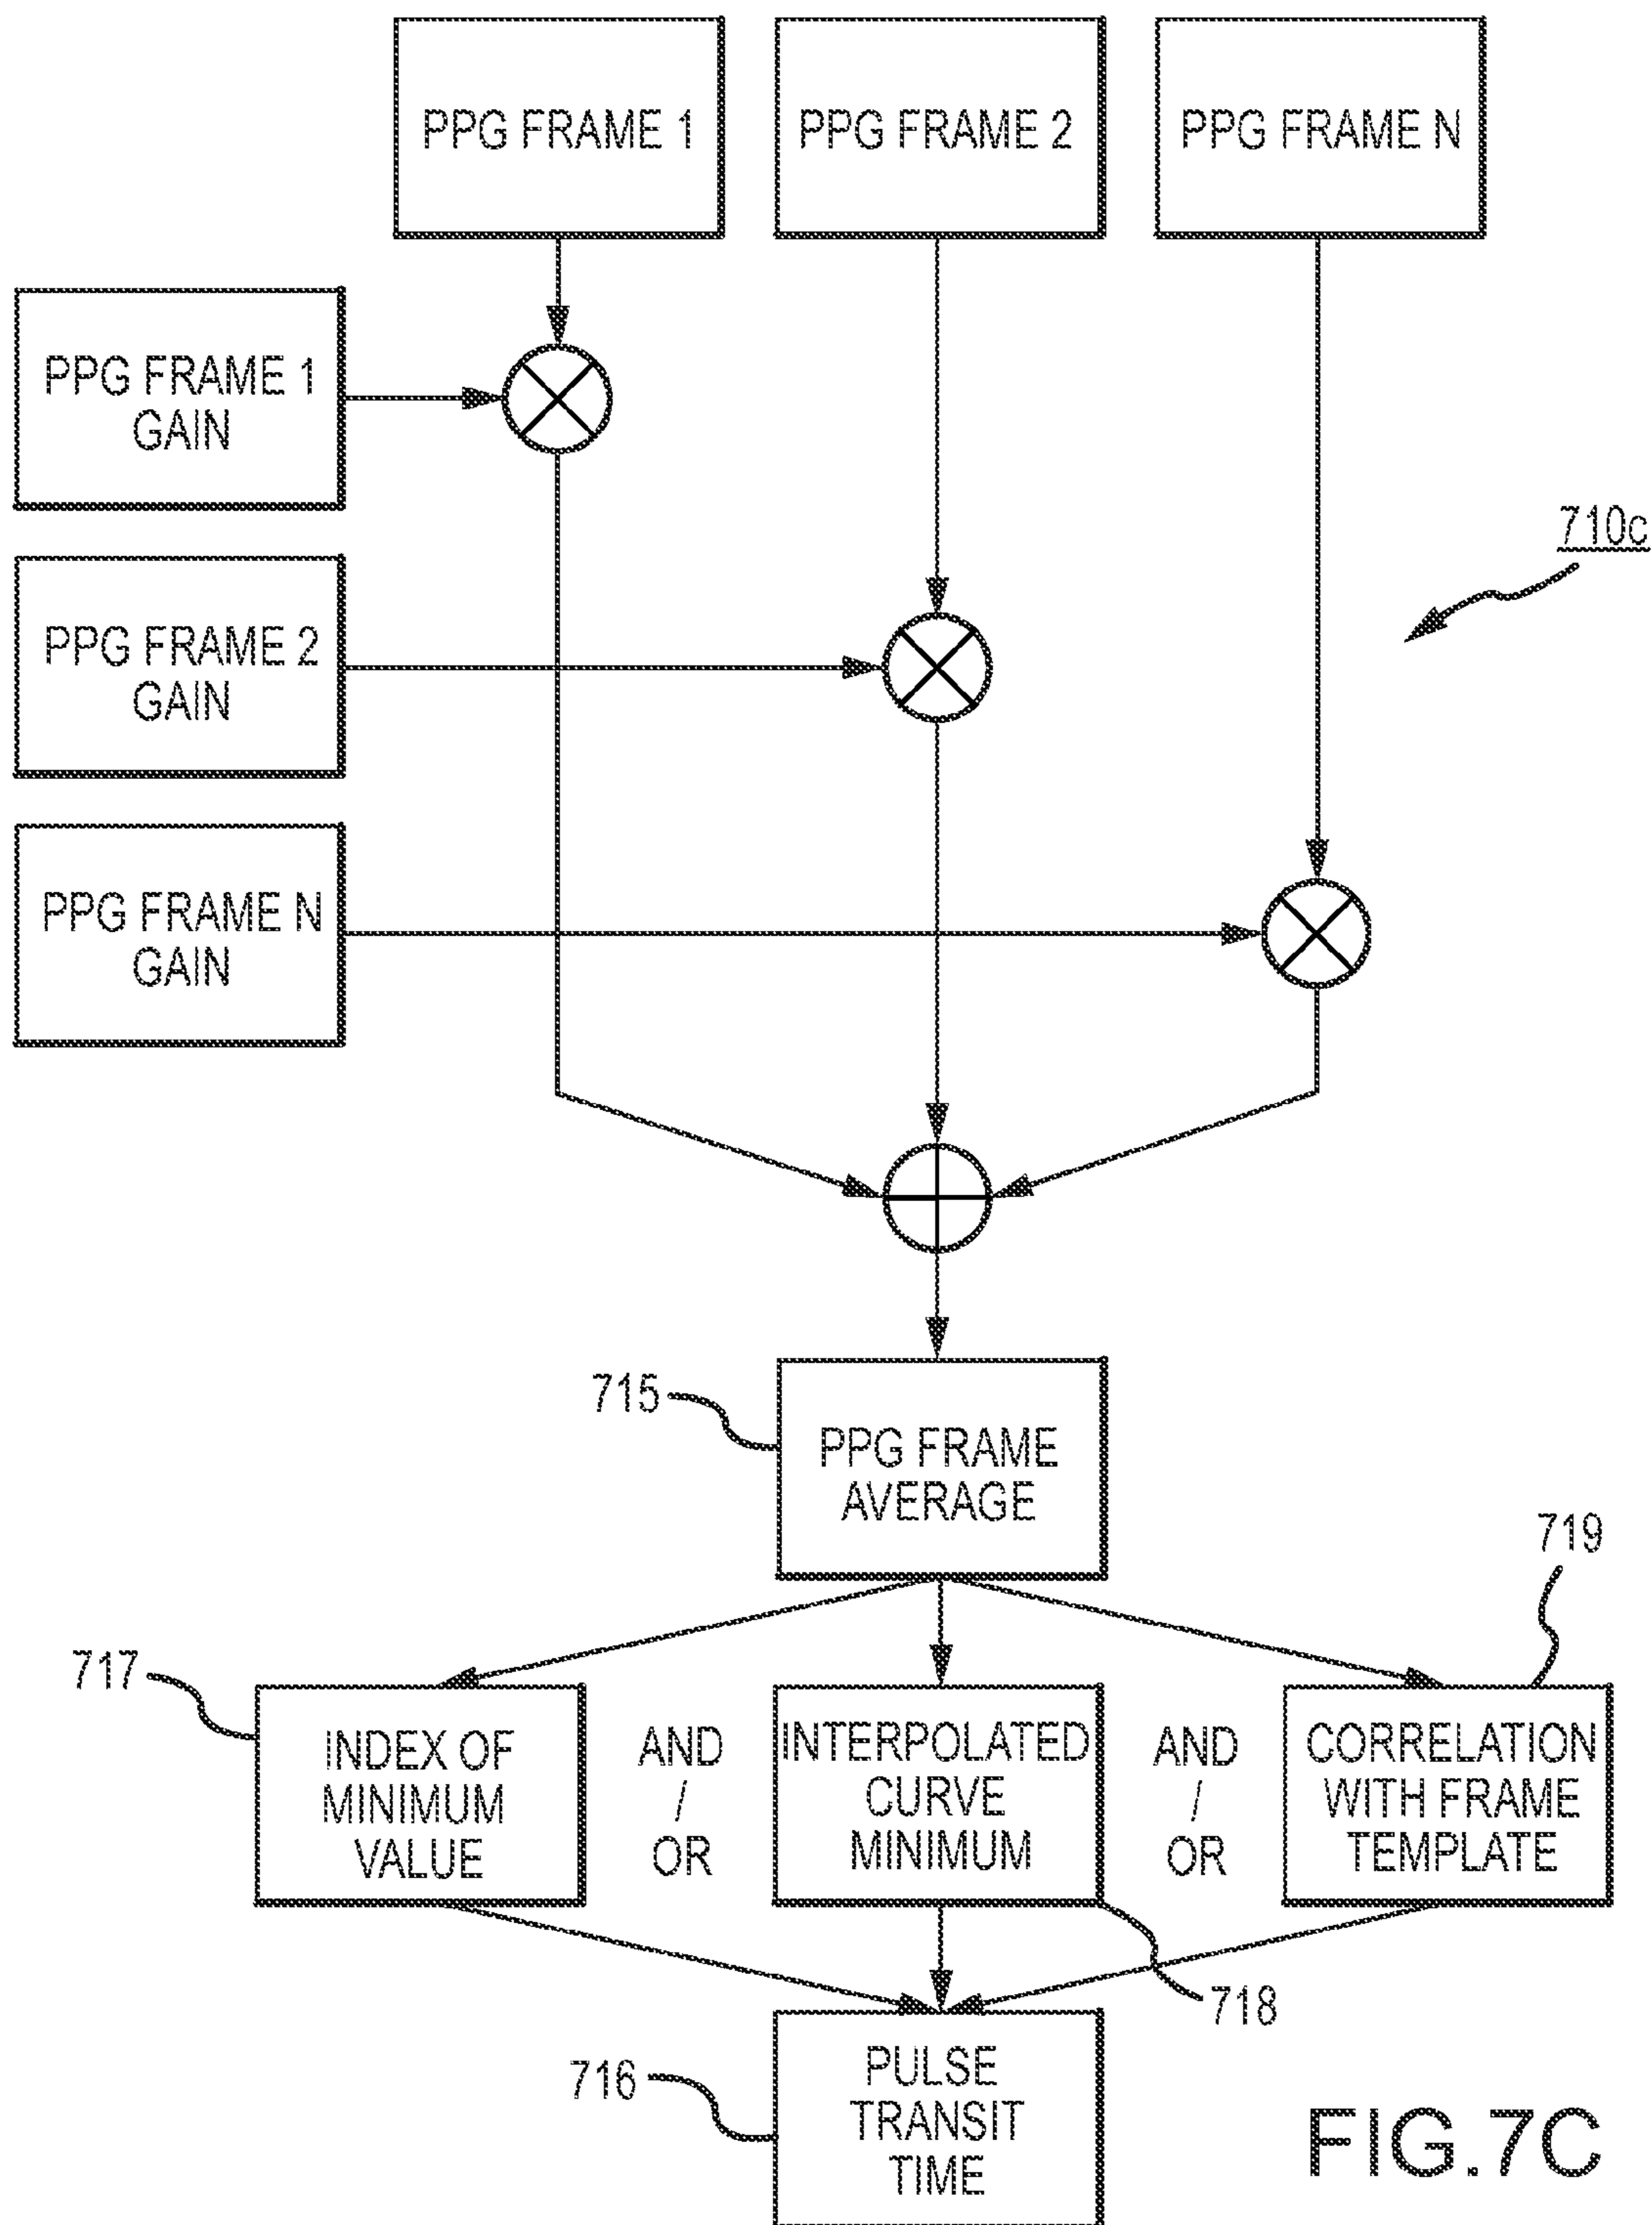 PPG FRAME 1
PPG FRAME 2
PPG FRAME N
PPG FRAME 1
GAIN
710c
PPG FRAME 2
GAIN
PPG FRAME N
GAIN
715
PPG FRAME
AVERAGE
719
717
INDEX OF
MINIMUM
VALUE
AND
/
OR
INTERPOLATED
CURVE
MINIMUM
AND
/
OR
CORRELATION
WITH FRAME
TEMPLATE
718
716
PULSE
TRANSIT
TIME
FIG.7C